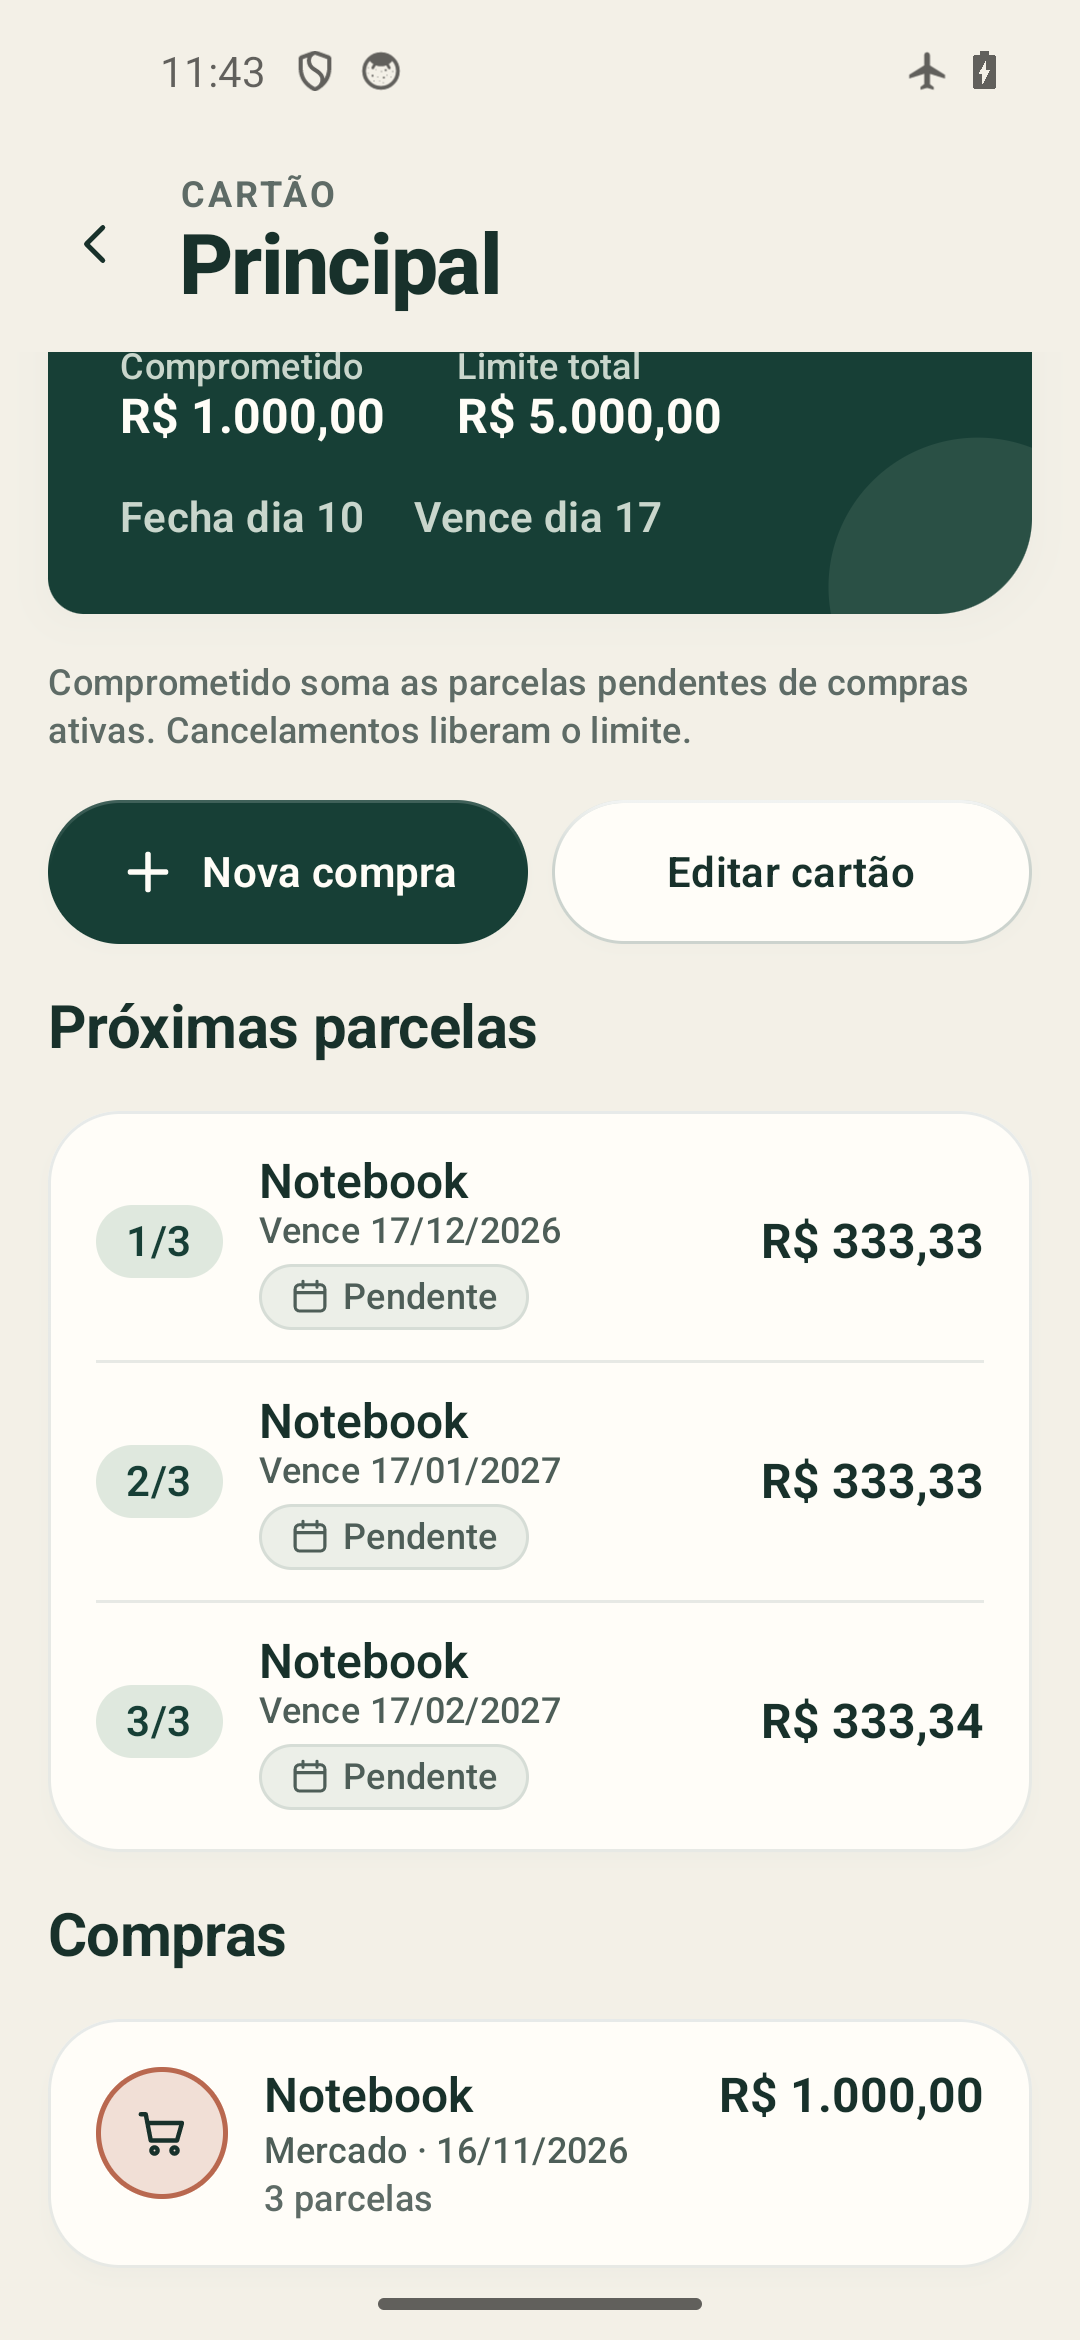 11:43
CARTÃO
Principal
Comprometido
Limite total
R$ 1.000,00
R$ 5.000,00
Fecha dia 10
Vence dia 17
Comprometido soma as parcelas pendentes de compras
ativas. Cancelamentos liberam o limite.
Nova compra
Editar cartão
Próximas parcelas
1/3
Notebook
Vence 17/12/2026
Pendente
R$ 333,33
2/3
Notebook
Vence 17/01/2027
Pendente
R$ 333,33
3/3
Notebook
Vence 17/02/2027
Pendente
R$ 333,34
Compras
Notebook
R$ 1.000,00
Mercado · 16/11/2026
3 parcelas